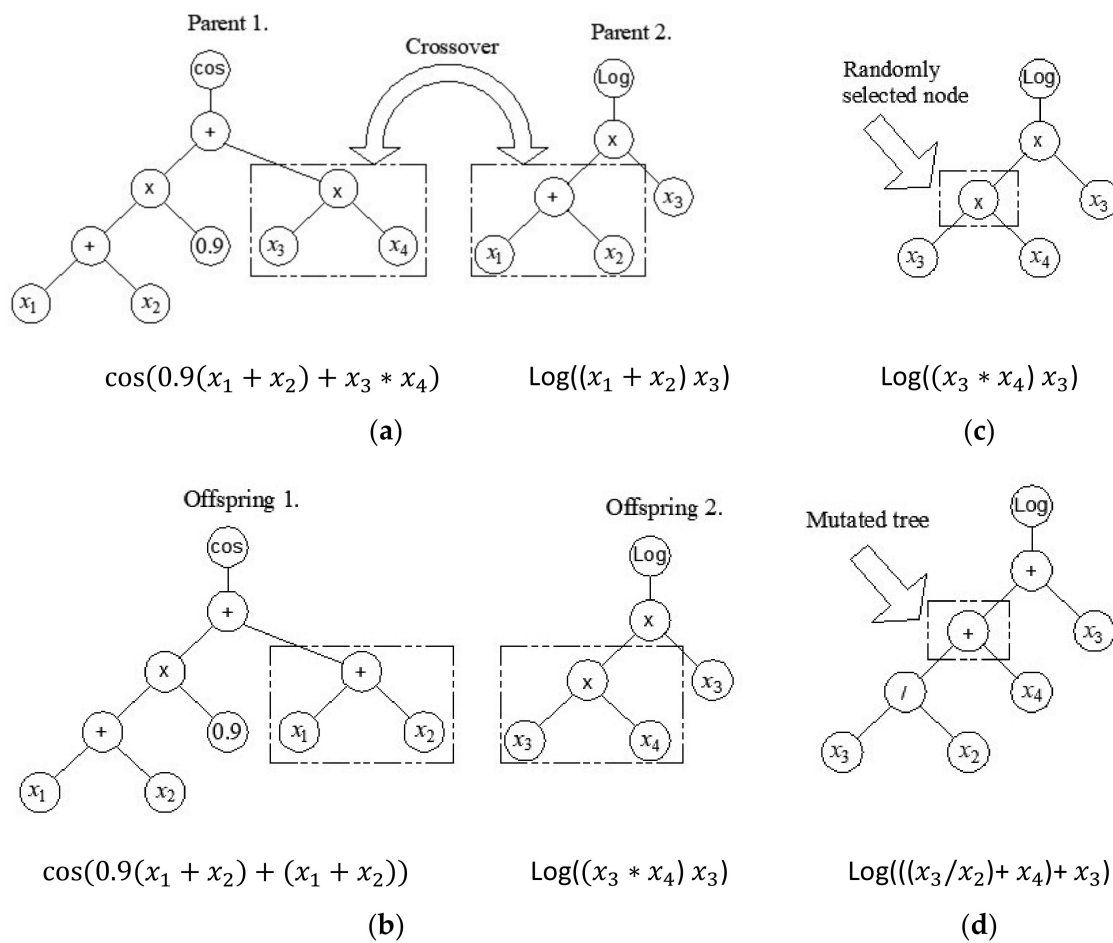 Parent 1.
Crossover
Parent 2.
cos
+
x
x
+
0.9
x₃
x₄
x₁
x₂
Log
x
+
x₃
x₁
x₂
Randomly
selected node
Log
x
x
x₃
x₃
x₄
cos(0.9(x₁ + x₂) + x₃ * x₄)
Log((x₁ + x₂) x₃)
Log((x₃ * x₄) x₃)
(a)
(c)
Offspring 1.
cos
+
x
+
+
0.9
x₁
x₂
x₁
x₂
Offspring 2.
Log
x
x
x₃
x₃
x₄
Mutated tree
Log
+
+
x₃
/
x₄
x₃
x₂
cos(0.9(x₁ + x₂) + (x₁ + x₂))
Log((x₃ * x₄) x₃)
Log(((x₃/x₂)+ x₄)+ x₃)
(b)
(d)